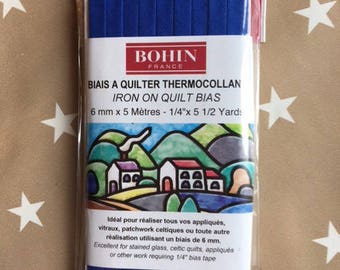 BOHIN
FRANCE
BIAIS A QUILTER THERMOCOLLANT
IRON ON QUILT BIAS
6 mm x 5 Mètres - 1/4"x 5 1/2 Yards
Idéal pour réaliser tous vos appliqués,
vitraux, patchwork celtiques ou toute autre
réalisation utilisant un biais de 6 mm.
Excellent for stained glass, celtic quilts, appliqués
or other work requiring 1/4" bias tape